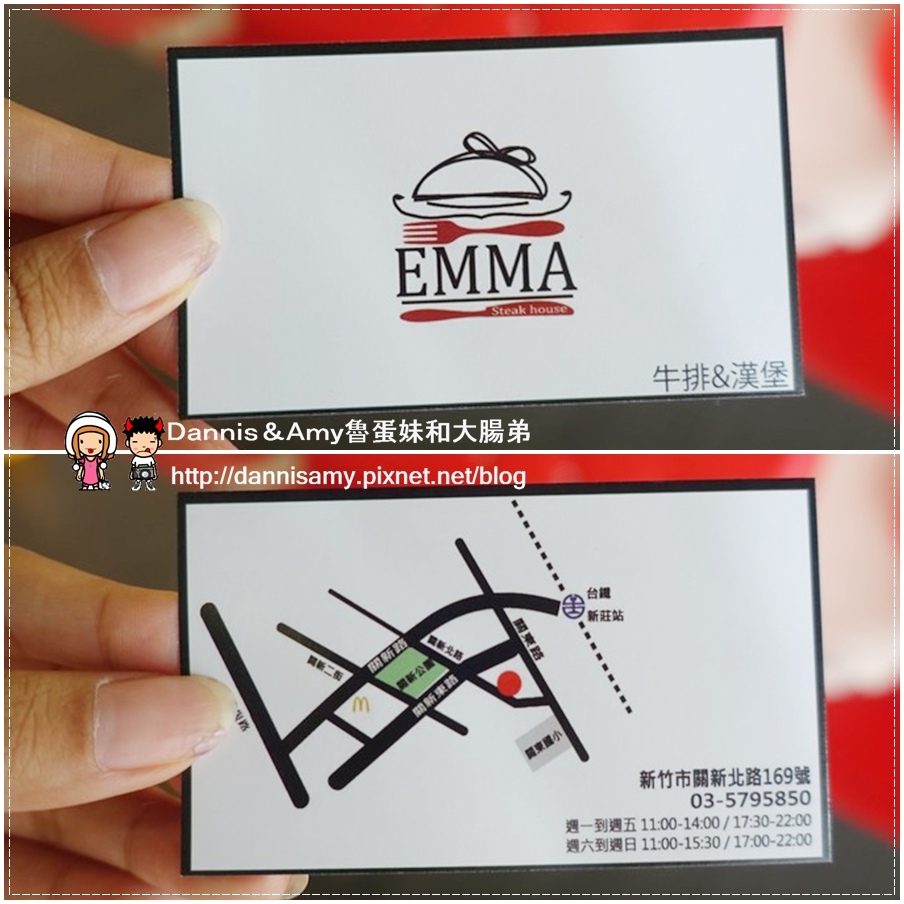 EMMA
Steak house
牛排&漢堡
Dannis&Amy魯蛋妹和大腸弟
http://dannisamy.pixnet.net/blog
台鐵
新莊站
關東路
關新路
關新北路
關新二街
關新公園
關新東路
關東國小
新竹市關新北路169號
03-5795850
週一到週五 11:00-14:00 / 17:30-22:00
週六到週日 11:00-15:30 / 17:00-22:00